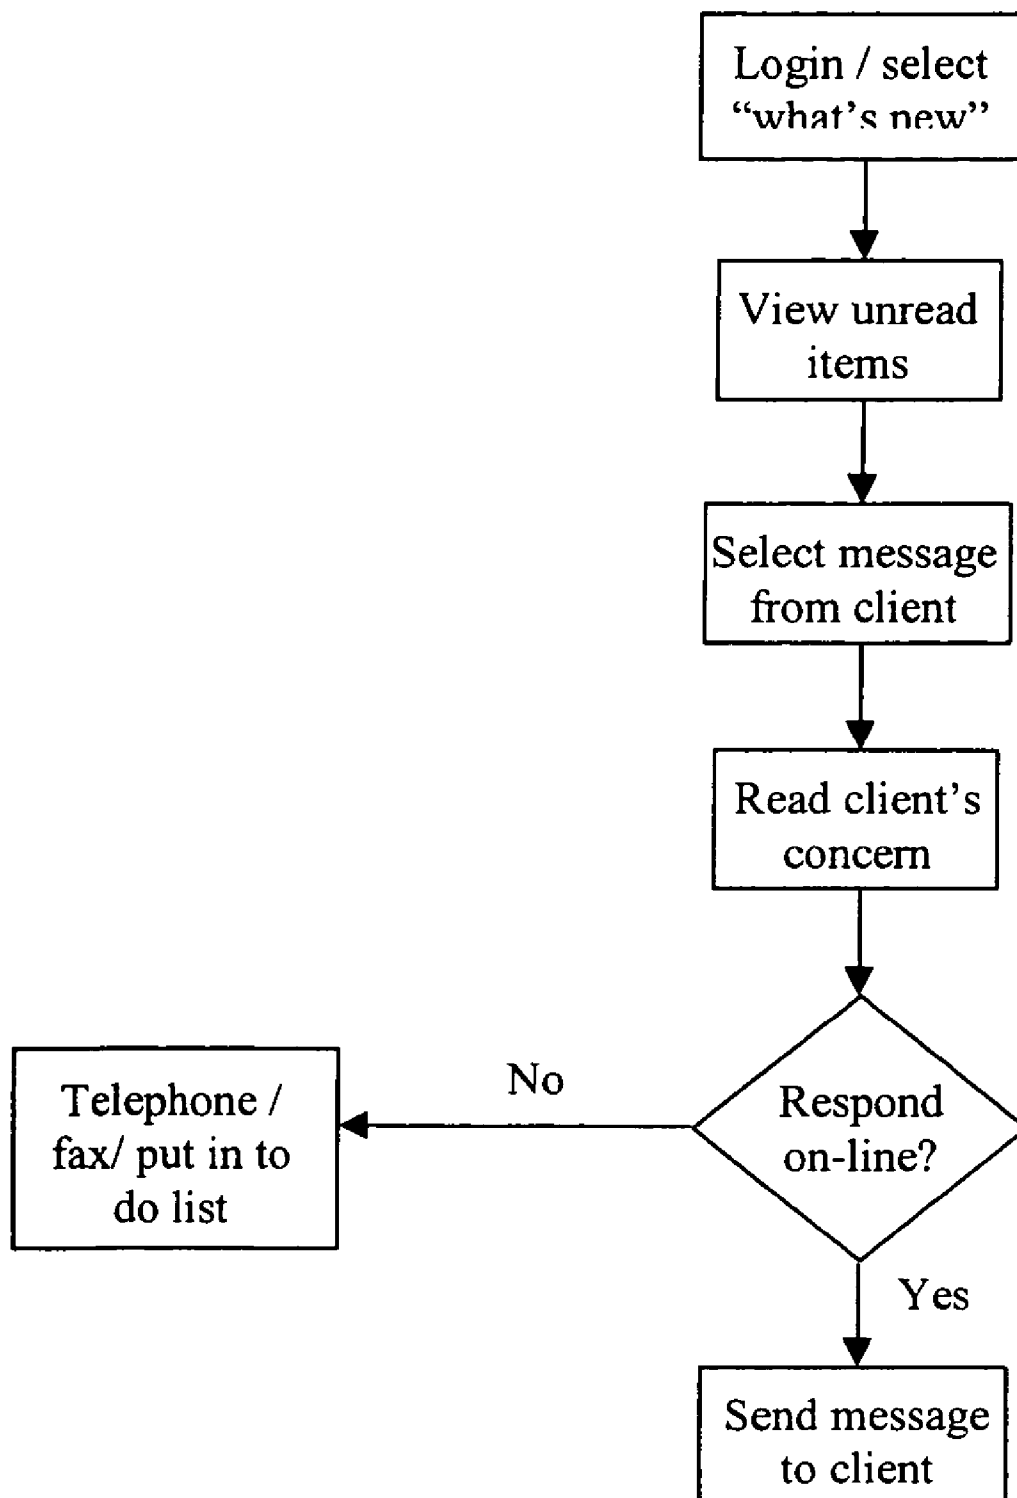 Login / select
“what's new”
View unread
items
Select message
from client
Read client's
concern
Respond
on-line?
No
Telephone /
fax/ put in to
do list
Yes
Send message
to client